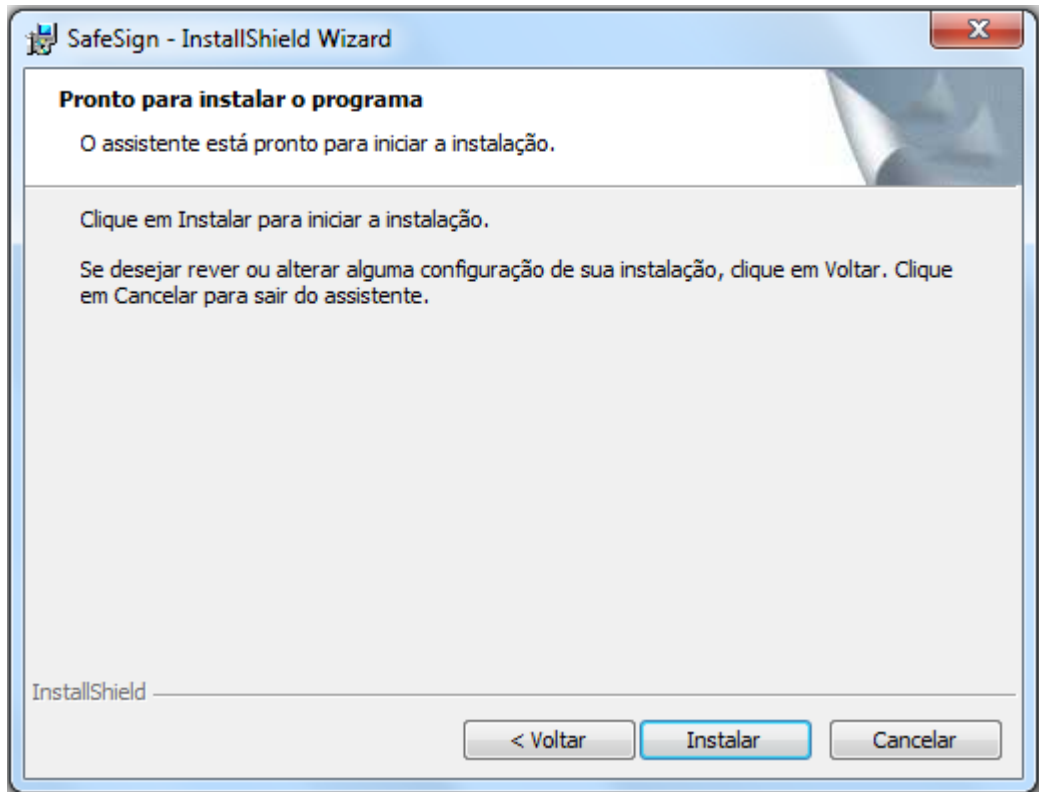 SafeSign - InstallShield Wizard
Pronto para instalar o programa
O assistente está pronto para iniciar a instalação.
Clique em Instalar para iniciar a instalação.
Se desejar rever ou alterar alguma configuração de sua instalação, clique em Voltar. Clique
em Cancelar para sair do assistente.
InstallShield
< Voltar
Instalar
Cancelar